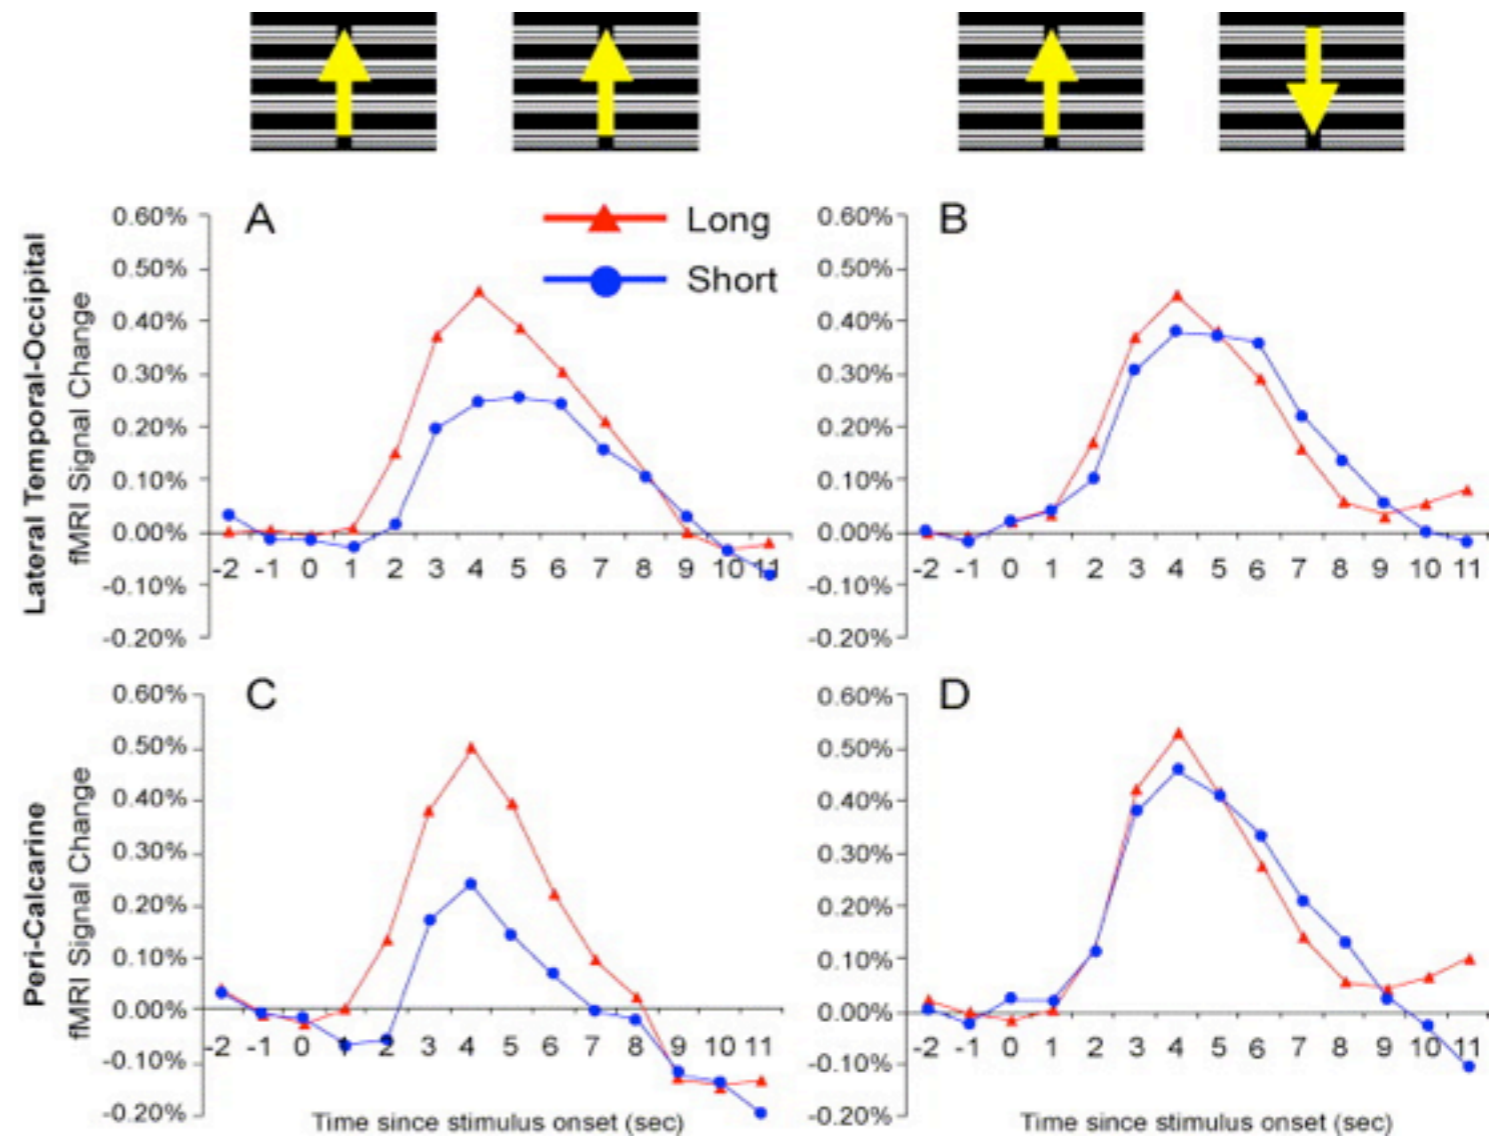 A
Long
Short
B
Lateral Temporal-Occipital
fMRI Signal Change
0.60%
0.50%
0.40%
0.30%
0.20%
0.10%
0.00%
-0.10%
-0.20%
-2 -1 0 1 2 3 4 5 6 7 8 9 10 11
0.60%
0.50%
0.40%
0.30%
0.20%
0.10%
0.00%
-0.10%
-0.20%
-2 -1 0 1 2 3 4 5 6 7 8 9 10 11
C
D
Peri-Calcarine
fMRI Signal Change
0.60%
0.50%
0.40%
0.30%
0.20%
0.10%
0.00%
-0.10%
-0.20%
-2 -1 0 1 2 3 4 5 6 7 8 9 10 11
Time since stimulus onset (sec)
0.60%
0.50%
0.40%
0.30%
0.20%
0.10%
0.00%
-0.10%
-0.20%
-2 -1 0 1 2 3 4 5 6 7 8 9 10 11
Time since stimulus onset (sec)